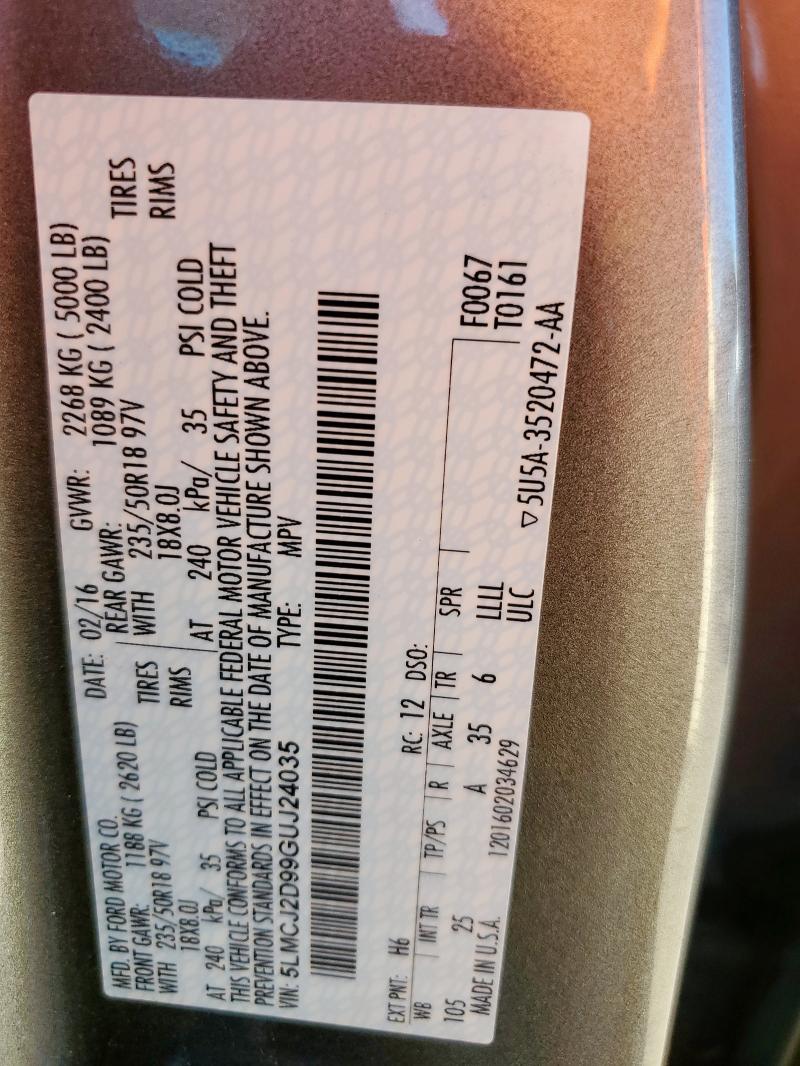 MFD. BY FORD MOTOR CO. DATE: 02/16 GVWR: 2268 KG ( 5000 LB)
FRONT GAWR: 1188 KG ( 2620 LB) REAR GAWR: 1089 KG ( 2400 LB)
WITH 235/50R18 97V TIRES WITH 235/50R18 97V TIRES
18X8.0J RIMS 18X8.0J RIMS
AT 240 kPa/ 35 PSI COLD AT 240 kPa/ 35 PSI COLD
THIS VEHICLE CONFORMS TO ALL APPLICABLE FEDERAL MOTOR VEHICLE SAFETY AND THEFT
PREVENTION STANDARDS IN EFFECT ON THE DATE OF MANUFACTURE SHOWN ABOVE.
VIN: 5LMCJ2D99GUJ24035 TYPE: MPV
EXT PNT: H6 RC: 12 DSO: F0067
WB INT TR TP/PS R AXLE TR SPR T0161
105 25 A 35 6 LLLL
ULC
MADE IN U.S.A. 1201602034629 ▽5U5A-3520472-AA